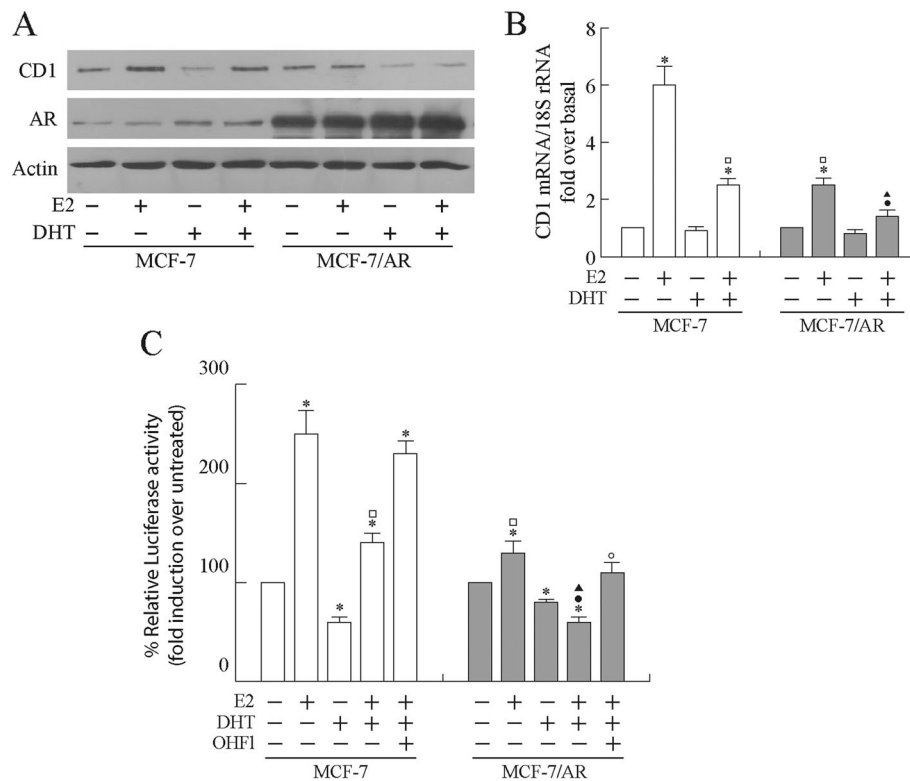 A
CD1
AR
Actin
E2 – + – + – + – +
DHT – – + + – – + +
MCF-7 MCF-7/AR
B
CD1 mRNA/18S rRNA
fold over basal
8
6
4
2
0
* □ * □ * ▲ ●
E2 – + – + – + – +
DHT – – + + – – + +
MCF-7 MCF-7/AR
C
% Relative Luciferase activity
(fold induction over untreated)
300
200
100
0
* * □ * * □ * * ▲ ● * ○
E2 – + – + + – + – + +
DHT – – + + + – – + + +
OHFl – – – – + – – – – +
MCF-7 MCF-7/AR